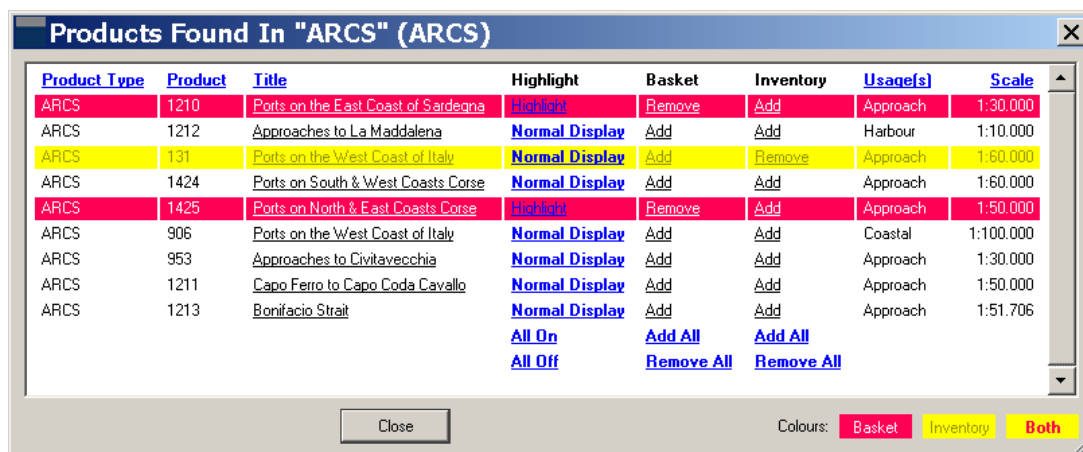 Products Found In "ARCS" (ARCS)
Product Type Product Title Highlight Basket Inventory Usage(s) Scale
ARCS 1210 Ports on the East Coast of Sardegna Highlight Remove Add Approach 1:30.000
ARCS 1212 Approaches to La Maddalena Normal Display Add Add Harbour 1:10.000
ARCS 131 Ports on the West Coast of Italy Normal Display Add Remove Approach 1:60.000
ARCS 1424 Ports on South & West Coasts Corse Normal Display Add Add Approach 1:60.000
ARCS 1425 Ports on North & East Coasts Corse Highlight Remove Add Approach 1:50.000
ARCS 906 Ports on the West Coast of Italy Normal Display Add Add Coastal 1:100.000
ARCS 953 Approaches to Civitavecchia Normal Display Add Add Approach 1:30.000
ARCS 1211 Capo Ferro to Capo Coda Cavallo Normal Display Add Add Approach 1:50.000
ARCS 1213 Bonifacio Strait Normal Display Add Add Approach 1:51.706
All On Add All Add All
All Off Remove All Remove All
Close Colours: Basket Inventory Both